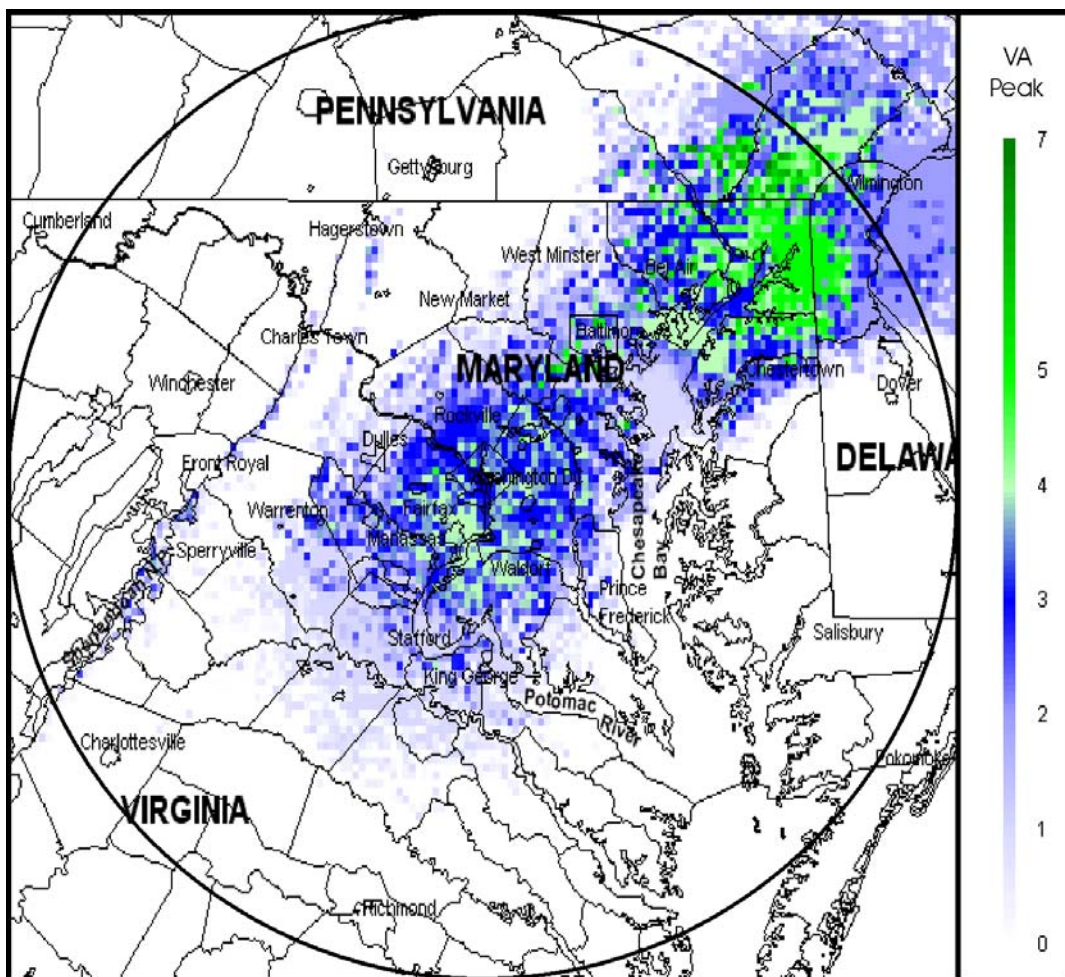 VA
Peak
7
5
4
3
2
1
0
PENNSYLVANIA
Gettysburg
Cumberland
Hagerstown
Wilmington
West Minster
Bel Air
New Market
Charles Town
Baltimore
Winchester
MARYLAND
Chestertown
Dover
Rockville
Dulles
Front Royal
DELAWA
Washington DC
Warrenton
Fairfax
Chesapeake
Bay
Manassas
Sperryville
Waldorf
Prince
Frederick
Stafford
Salisbury
King George
Potomac
River
Charlottesville
Pokomoke
VIRGINIA
Richmond